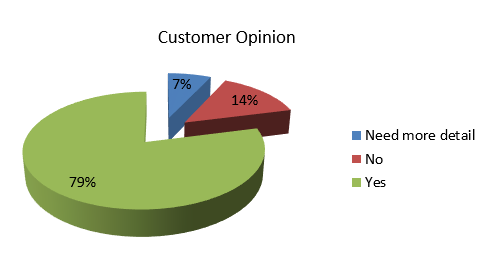 Customer Opinion
7%
14%
79%
Need more detail
No
Yes